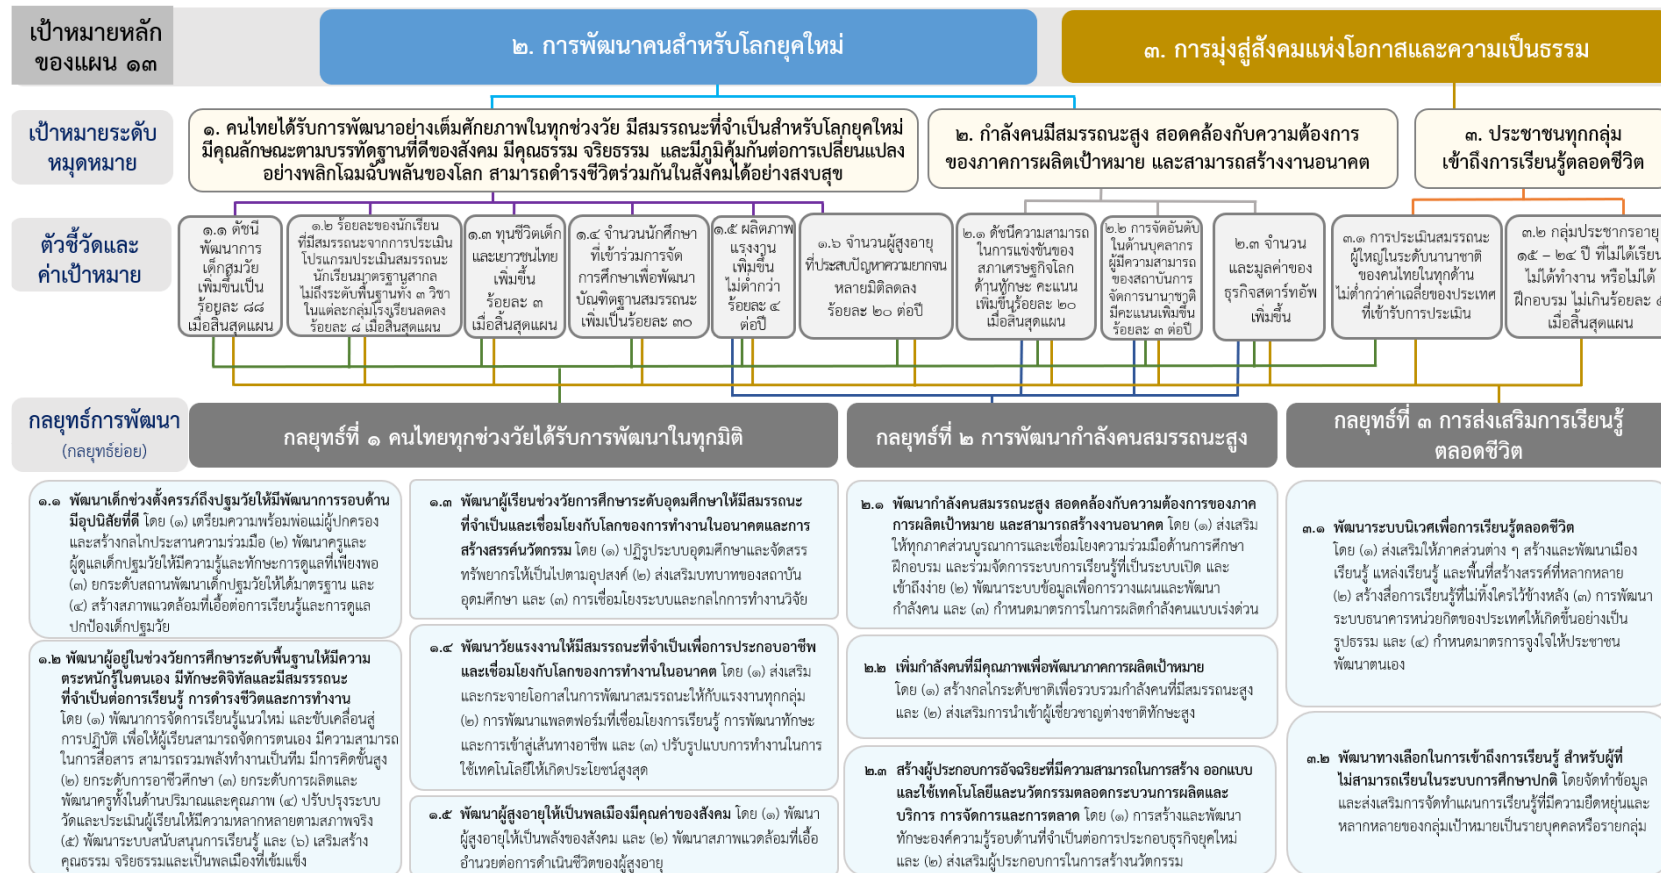 เป้าหมายหลัก
ของแผน ๑๓
๒. การพัฒนาคนสำหรับโลกยุคใหม่
๓. การมุ่งสู่สังคมแห่งโอกาสและความเป็นธรรม
เป้าหมายระดับ
หมุดหมาย
๑. คนไทยได้รับการพัฒนาอย่างเต็มศักยภาพในทุกช่วงวัย มีสมรรถนะที่จำเป็นสำหรับโลกยุคใหม่
มีคุณลักษณะตามบรรทัดฐานที่ดีของสังคม มีคุณธรรม จริยธรรม และมีภูมิคุ้มกันต่อการเปลี่ยนแปลง
อย่างพลิกโฉมฉับพลันของโลก สามารถดำรงชีวิตร่วมกันในสังคมได้อย่างสงบสุข
๒. กำลังคนมีสมรรถนะสูง สอดคล้องกับความต้องการ
ของภาคการผลิตเป้าหมาย และสามารถสร้างงานอนาคต
๓. ประชาชนทุกกลุ่ม
เข้าถึงการเรียนรู้ตลอดชีวิต
ตัวชี้วัดและ
ค่าเป้าหมาย
๑.๑ ดัชนี
พัฒนาการ
เด็กสมวัย
เพิ่มขึ้นเป็น
ร้อยละ ๘๘
เมื่อสิ้นสุดแผน
๑.๒ ร้อยละของนักเรียน
ที่มีสมรรถนะจากการประเมิน
โปรแกรมประเมินสมรรถนะ
นักเรียนมาตรฐานสากล
ไม่ถึงระดับพื้นฐานทั้ง ๓ วิชา
ในแต่ละกลุ่มโรงเรียนลดลง
ร้อยละ ๘ เมื่อสิ้นสุดแผน
๑.๓ ทุนชีวิตเด็ก
และเยาวชนไทย
เพิ่มขึ้น
ร้อยละ ๓
เมื่อสิ้นสุดแผน
๑.๔ จำนวนนักศึกษา
ที่เข้าร่วมการจัด
การศึกษาเพื่อพัฒนา
บัณฑิตฐานสมรรถนะ
เพิ่มเป็นร้อยละ ๓๐
๑.๕ ผลิตภาพ
แรงงาน
เพิ่มขึ้น
ไม่ต่ำกว่า
ร้อยละ ๔
ต่อปี
๑.๖ จำนวนผู้สูงอายุ
ที่ประสบปัญหาความยากจน
หลายมิติลดลง
ร้อยละ ๒๐ ต่อปี
๒.๑ ดัชนีความสามารถ
ในการแข่งขันของ
สภาเศรษฐกิจโลก
ด้านทักษะ คะแนน
เพิ่มขึ้นร้อยละ ๒๐
เมื่อสิ้นสุดแผน
๒.๒ การจัดอันดับ
ในด้านบุคลากร
ผู้มีความสามารถ
ของสถาบันการ
จัดการนานาชาติ
มีคะแนนเพิ่มขึ้น
ร้อยละ ๓ ต่อปี
๒.๓ จำนวน
และมูลค่าของ
ธุรกิจสตาร์ทอัพ
เพิ่มขึ้น
๓.๑ การประเมินสมรรถนะ
ผู้ใหญ่ในระดับนานาชาติ
ของคนไทยในทุกด้าน
ไม่ต่ำกว่าค่าเฉลี่ยของประเทศ
ที่เข้ารับการประเมิน
๓.๒ กลุ่มประชากรอายุ
๑๕ – ๒๔ ปี ที่ไม่ได้เรียน
ไม่ได้ทำงาน หรือไม่ได้
ฝึกอบรม ไม่เกินร้อยละ
เมื่อสิ้นสุดแผน
กลยุทธ์การพัฒนา
(กลยุทธ์ย่อย)
กลยุทธ์ที่ ๑ คนไทยทุกช่วงวัยได้รับการพัฒนาในทุกมิติ
กลยุทธ์ที่ ๒ การพัฒนากำลังคนสมรรถนะสูง
กลยุทธ์ที่ ๓ การส่งเสริมการเรียนรู้
ตลอดชีวิต
๑.๑ พัฒนาเด็กช่วงตั้งครรภ์ถึงปฐมวัยให้มีพัฒนาการรอบด้าน
มีอุปนิสัยที่ดี โดย (๑) เตรียมความพร้อมพ่อแม่ผู้ปกครอง
และสร้างกลไกประสานความร่วมมือ (๒) พัฒนาครูและ
ผู้ดูแลเด็กปฐมวัยให้มีความรู้และทักษะการดูแลที่เพียงพอ
(๓) ยกระดับสถานพัฒนาเด็กปฐมวัยให้ได้มาตรฐาน และ
(๔) สร้างสภาพแวดล้อมที่เอื้อต่อการเรียนรู้และการดูแล
ปกป้องเด็กปฐมวัย
๑.๒ พัฒนาผู้อยู่ในช่วงวัยการศึกษาระดับพื้นฐานให้มีความ
ตระหนักรู้ในตนเอง มีทักษะดิจิทัลและมีสมรรรถนะ
ที่จำเป็นต่อการเรียนรู้ การดำรงชีวิตและการทำงาน
โดย (๑) พัฒนาการจัดการเรียนรู้แนวใหม่ และขับเคลื่อนสู่
การปฏิบัติ เพื่อให้ผู้เรียนสามารถจัดการตนเอง มีความสามารถ
ในการสื่อสาร สามารถรวมพลังทำงานเป็นทีม มีการคิดขั้นสูง
(๒) ยกระดับการอาชีวศึกษา (๓) ยกระดับการผลิตและ
พัฒนาครูทั้งในด้านปริมาณและคุณภาพ (๔) ปรับปรุงระบบ
วัดและประเมินผู้เรียนให้มีความหลากหลายตามสภาพจริง
(๕) พัฒนาระบบสนับสนุนการเรียนรู้ และ (๖) เสริมสร้าง
คุณธรรม จริยธรรมและเป็นพลเมืองที่เข้มแข็ง
๑.๓ พัฒนาผู้เรียนช่วงวัยการศึกษาระดับอุดมศึกษาให้มีสมรรถนะ
ที่จำเป็นและเชื่อมโยงกับโลกของการทำงานในอนาคตและการ
สร้างสรรค์นวัตกรรม โดย (๑) ปฏิรูประบบอุดมศึกษาและจัดสรร
ทรัพยากรให้เป็นไปตามอุปสงค์ (๒) ส่งเสริมบทบาทของสถาบัน
อุดมศึกษา และ (๓) การเชื่อมโยงระบบและกลไกการทำงานวิจัย
๑.๔ พัฒนาวัยแรงงานให้มีสมรรถนะที่จำเป็นเพื่อการประกอบอาชีพ
และเชื่อมโยงกับโลกของการทำงานในอนาคต โดย (๑) ส่งเสริม
และกระจายโอกาสในการพัฒนาสมรรถนะให้กับแรงงานทุกกลุ่ม
(๒) การพัฒนาแพลตฟอร์มที่เชื่อมโยงการเรียนรู้ การพัฒนาทักษะ
และการเข้าสู่เส้นทางอาชีพ และ (๓) ปรับรูปแบบการทำงานในการ
ใช้เทคโนโลยีให้เกิดประโยชน์สูงสุด
๑.๕ พัฒนาผู้สูงอายุให้เป็นพลเมืองมีคุณค่าของสังคม โดย (๑) พัฒนา
ผู้สูงอายุให้เป็นพลังของสังคม และ (๒) พัฒนาสภาพแวดล้อมที่เอื้อ
อำนวยต่อการดำเนินชีวิตของผู้สูงอายุ
๒.๑ พัฒนากำลังคนสมรรถนะสูง สอดคล้องกับความต้องการของภาค
การผลิตเป้าหมาย และสามารถสร้างงานอนาคต โดย (๑) ส่งเสริม
ให้ทุกภาคส่วนบูรณาการและเชื่อมโยงความร่วมมือด้านการศึกษา
ฝึกอบรม และร่วมจัดการระบบการเรียนรู้ที่เป็นระบบเปิด และ
เข้าถึงง่าย (๒) พัฒนาระบบข้อมูลเพื่อการวางแผนและพัฒนา
กำลังคน และ (๓) กำหนดมาตรการในการผลิตกำลังคนแบบเร่งด่วน
๒.๒ เพิ่มกำลังคนที่มีคุณภาพเพื่อพัฒนาภาคการผลิตเป้าหมาย
โดย (๑) สร้างกลไกระดับชาติเพื่อรวบรวมกำลังคนที่มีสมรรถนะสูง
และ (๒) ส่งเสริมการนำเข้าผู้เชี่ยวชาญต่างชาติทักษะสูง
๒.๓ สร้างผู้ประกอบการอัจฉริยะที่มีความสามารถในการสร้าง ออกแบบ
และใช้เทคโนโลยีและนวัตกรรมตลอดกระบวนการผลิตและ
บริการ การจัดการและการตลาด โดย (๑) การสร้างและพัฒนา
ทักษะองค์ความรู้รอบด้านที่จำเป็นต่อการประกอบธุรกิจยุคใหม่
และ (๒) ส่งเสริมผู้ประกอบการในการสร้างนวัตกรรม
๓.๑ พัฒนาระบบนิเวศเพื่อการเรียนรู้ตลอดชีวิต
โดย (๑) ส่งเสริมให้ภาคส่วนต่าง ๆ สร้างและพัฒนาเมือง
เรียนรู้ แหล่งเรียนรู้ และพื้นที่สร้างสรรค์ที่หลากหลาย
(๒) สร้างสื่อการเรียนรู้ที่ไม่ทิ้งใครไว้ข้างหลัง (๓) การพัฒนา
ระบบธนาคารหน่วยกิตของประเทศให้เกิดขึ้นอย่างเป็น
รูปธรรม และ (๔) กำหนดมาตรการจูงใจให้ประชาชน
พัฒนาตนเอง
๓.๒ พัฒนาทางเลือกในการเข้าถึงการเรียนรู้ สำหรับผู้ที่
ไม่สามารถเรียนในระบบการศึกษาปกติ โดยจัดทำข้อมูล
และส่งเสริมการจัดทำแผนการเรียนรู้ที่มีความยืดหยุ่นและ
หลากหลายของกลุ่มเป้าหมายเป็นรายบุคคลหรือรายกลุ่ม